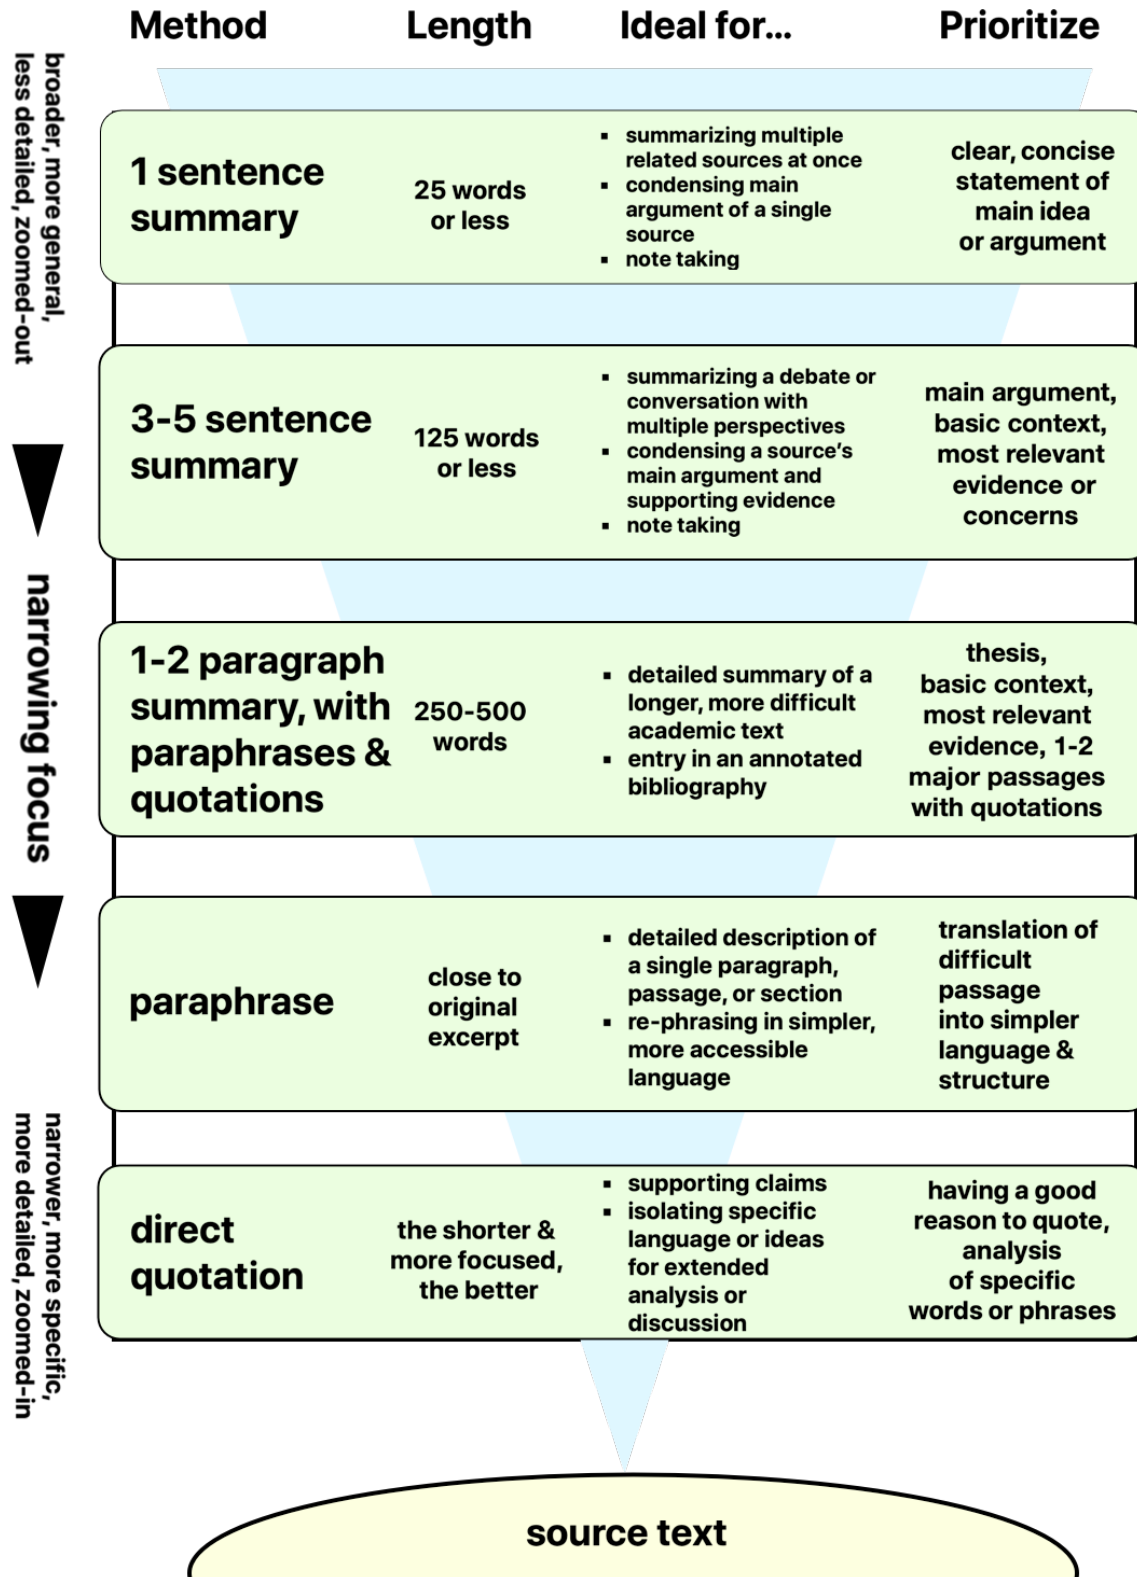 Method
Length
Ideal for...
Prioritize
broader, more general,
less detailed, zoomed-out
1 sentence
summary
25 words
or less
▪ summarizing multiple
related sources at once
▪ condensing main
argument of a single
source
▪ note taking
clear, concise
statement of
main idea
or argument
3-5 sentence
summary
125 words
or less
▪ summarizing a debate or
conversation with
multiple perspectives
▪ condensing a source's
main argument and
supporting evidence
▪ note taking
main argument,
basic context,
most relevant
evidence or
concerns
narrowing focus
1-2 paragraph
summary, with
paraphrases &
quotations
250-500
words
▪ detailed summary of a
longer, more difficult
academic text
▪ entry in an annotated
bibliography
thesis,
basic context,
most relevant
evidence, 1-2
major passages
with quotations
paraphrase
close to
original
excerpt
▪ detailed description of
a single paragraph,
passage, or section
▪ re-phrasing in simpler,
more accessible
language
translation of
difficult
passage
into simpler
language &
structure
narrower, more specific,
more detailed, zoomed-in
direct
quotation
the shorter &
more focused,
the better
▪ supporting claims
▪ isolating specific
language or ideas
for extended
analysis or
discussion
having a good
reason to quote,
analysis
of specific
words or phrases
source text